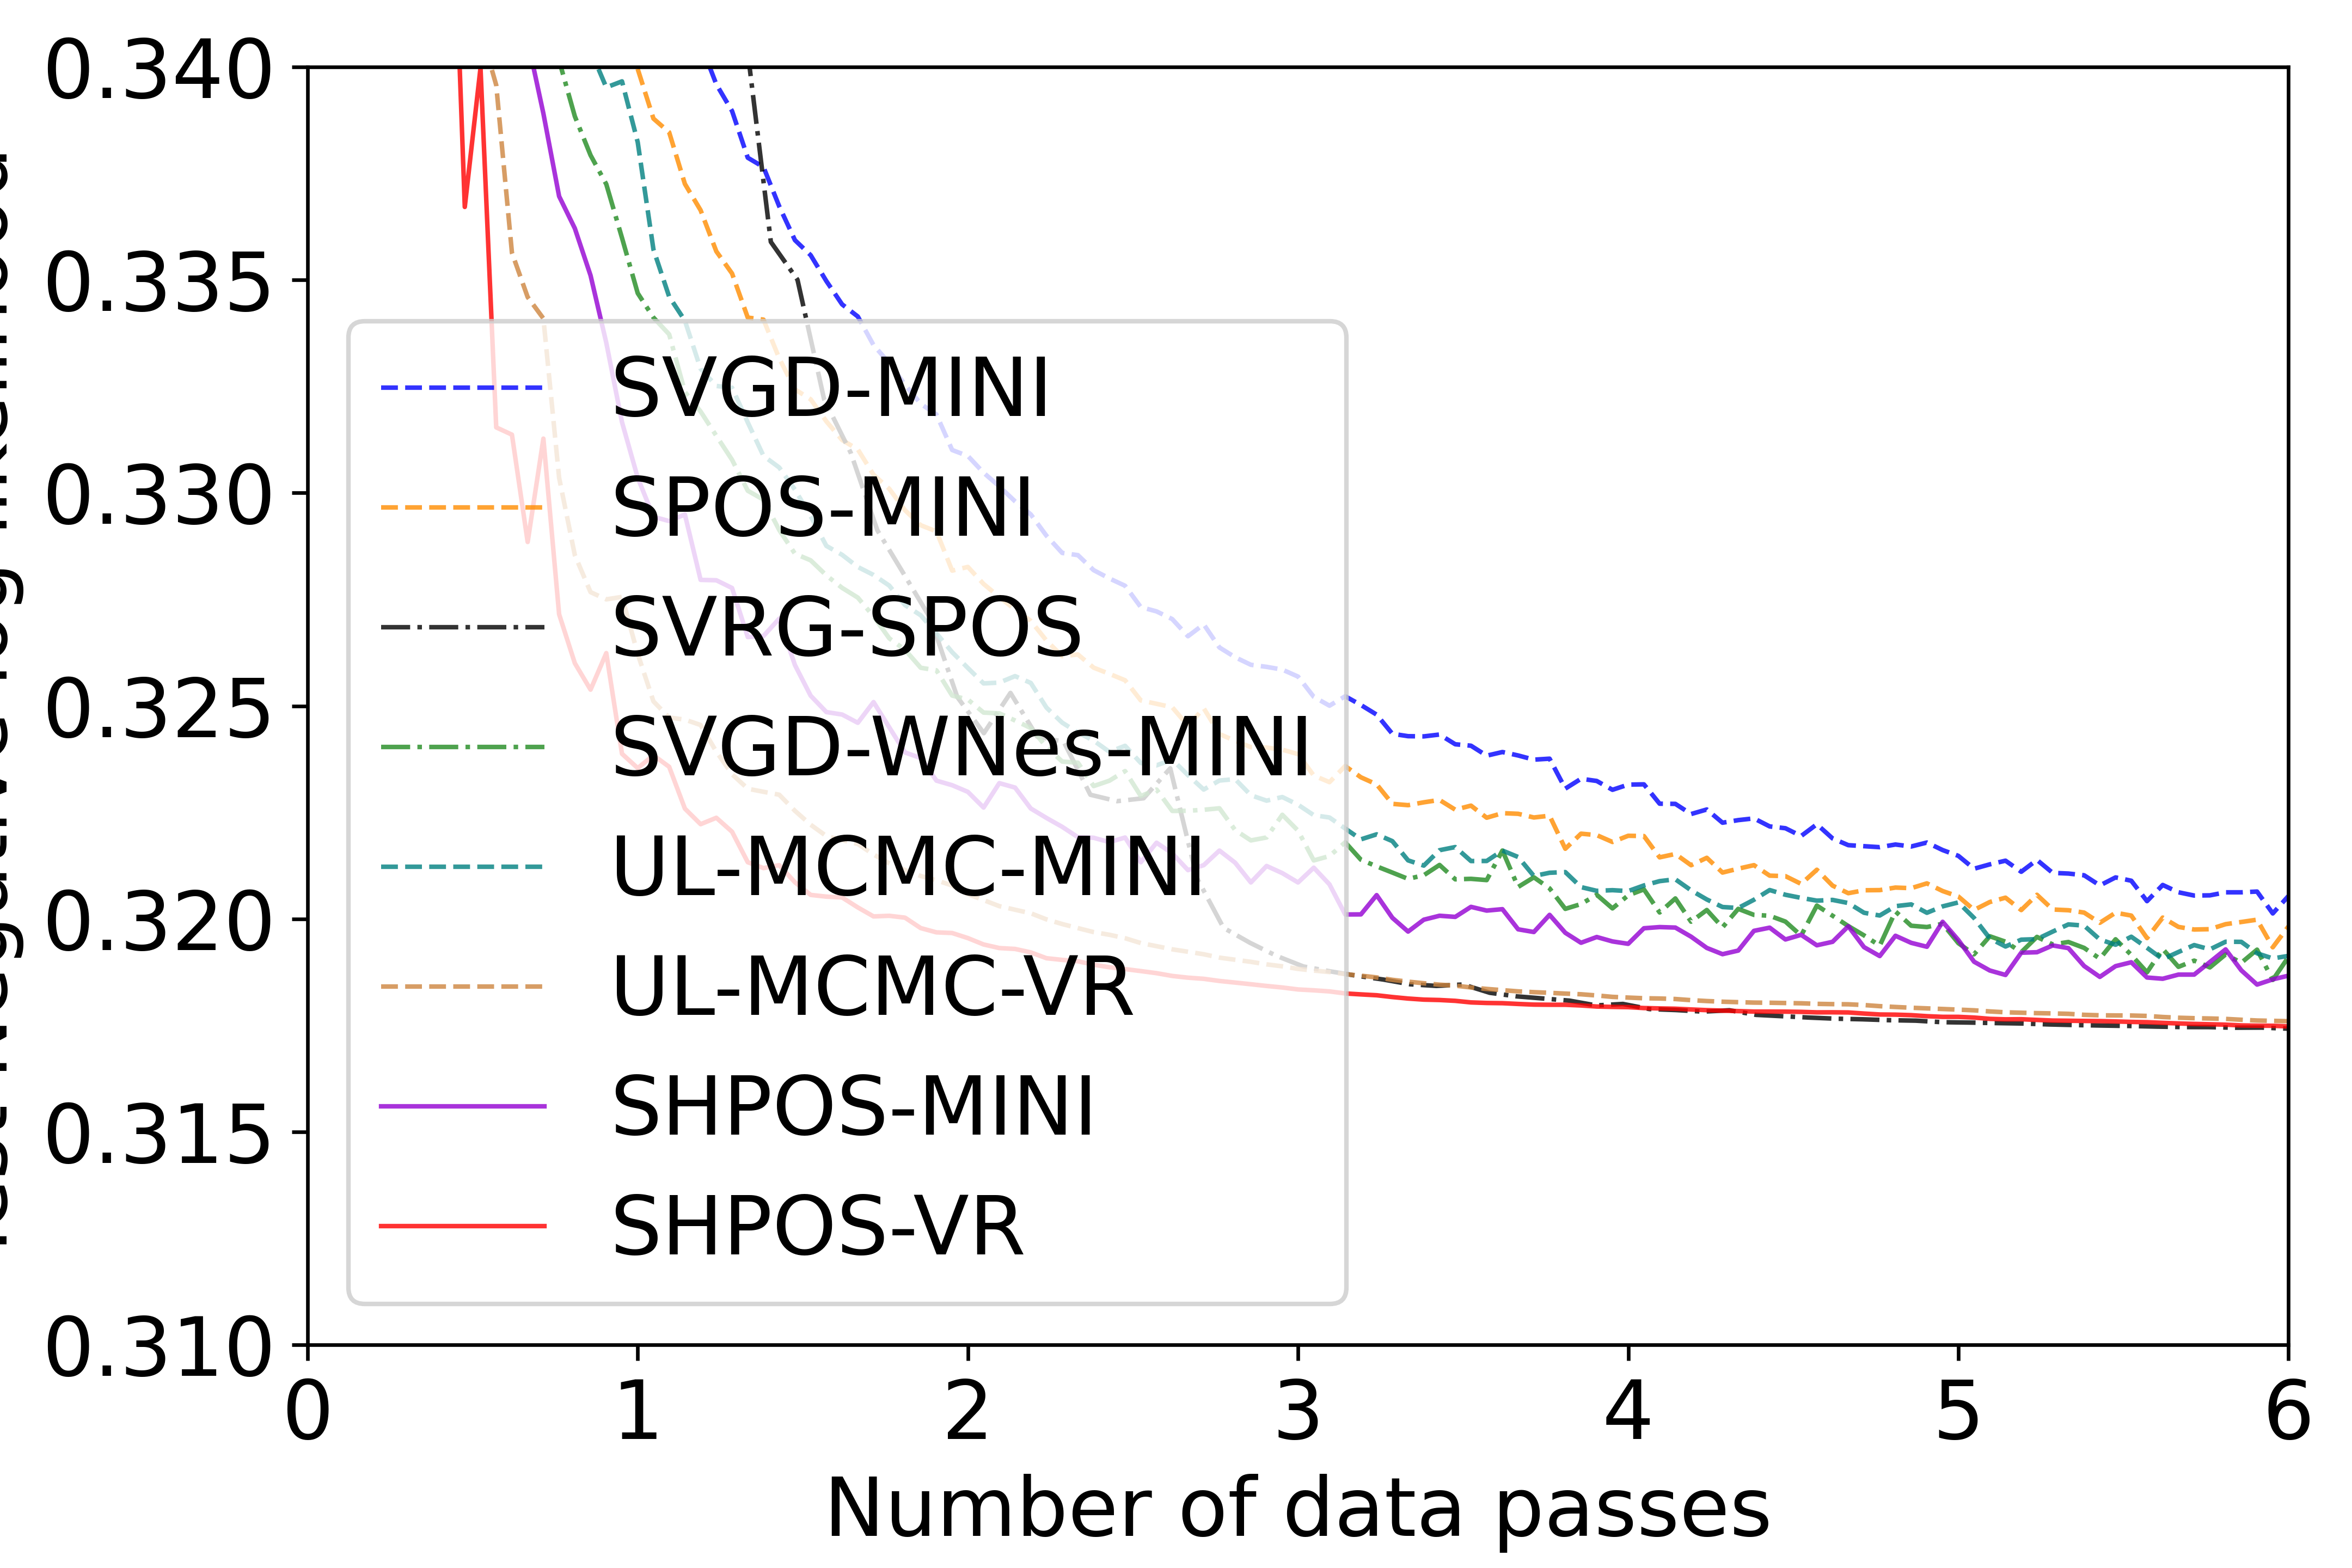 0.340
0.335
0.330
0.325
0.320
0.315
0.310
0 1 2 3 4 5 6
Number of data passes
SVGD-MINI
SPOS-MINI
SVRG-SPOS
SVGD-WNes-MINI
UL-MCMC-MINI
UL-MCMC-VR
SHPOS-MINI
SHPOS-VR